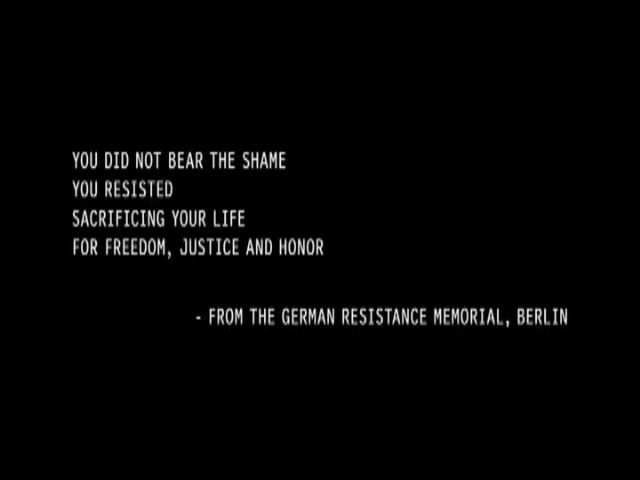 YOU DID NOT BEAR THE SHAME
YOU RESISTED
SACRIFICING YOUR LIFE
FOR FREEDOM, JUSTICE AND HONOR
- FROM THE GERMAN RESISTANCE MEMORIAL, BERLIN